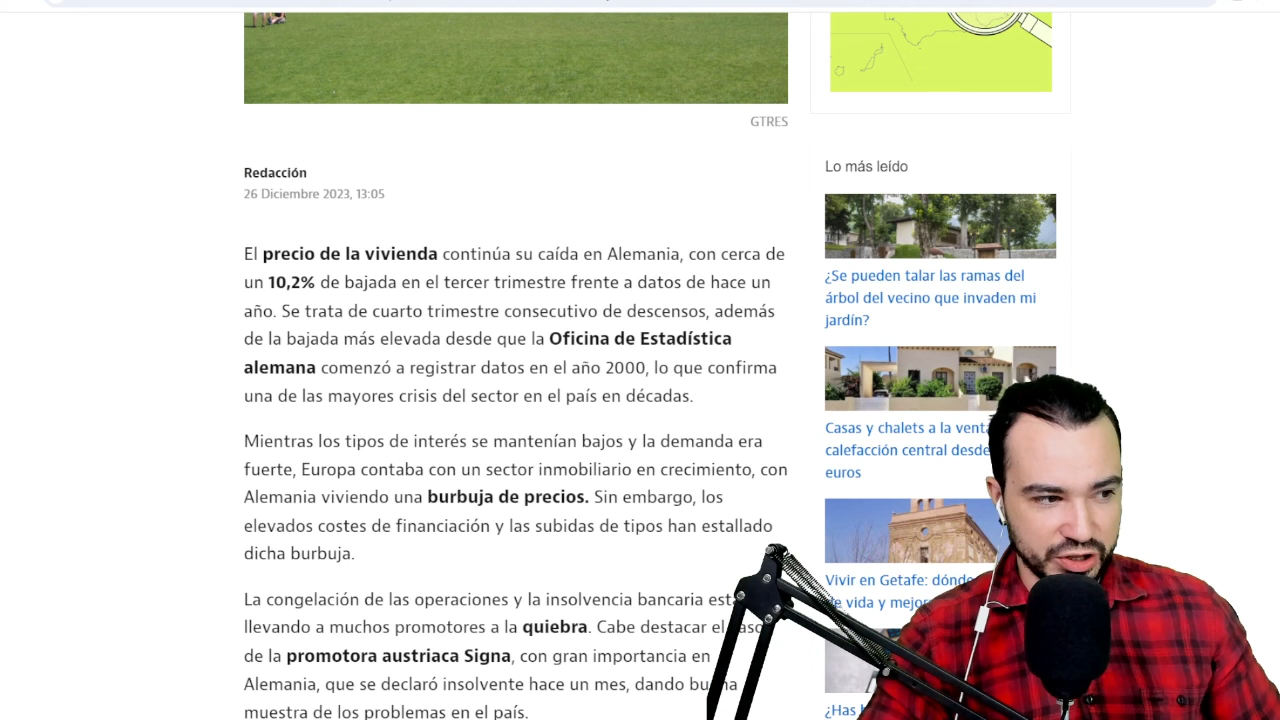 GTRES
Redacción
26 Diciembre 2023, 13:05
El precio de la vivienda continúa su caída en Alemania, con cerca de
un 10,2% de bajada en el tercer trimestre frente a datos de hace un
año. Se trata de cuarto trimestre consecutivo de descensos, además
de la bajada más elevada desde que la Oficina de Estadística
alemana comenzó a registrar datos en el año 2000, lo que confirma
una de las mayores crisis del sector en el país en décadas.
Mientras los tipos de interés se mantenían bajos y la demanda era
fuerte, Europa contaba con un sector inmobiliario en crecimiento, con
Alemania viviendo una burbuja de precios. Sin embargo, los
elevados costes de financiación y las subidas de tipos han estallado
dicha burbuja.
La congelación de las operaciones y la insolvencia bancaria
llevando a muchos promotores a la quiebra. Cabe destacar el
de la promotora austriaca Signa, con gran importancia en
Alemania, que se declaró insolvente hace un mes, dando
muestra de los problemas en el país.
Lo más leído
¿Se pueden talar las ramas del
árbol del vecino que invaden mi
jardín?
Casas y chalets a la venta
calefacción central desde
euros
Vivir en Getafe: dónde
de vida y mejor
¿Has